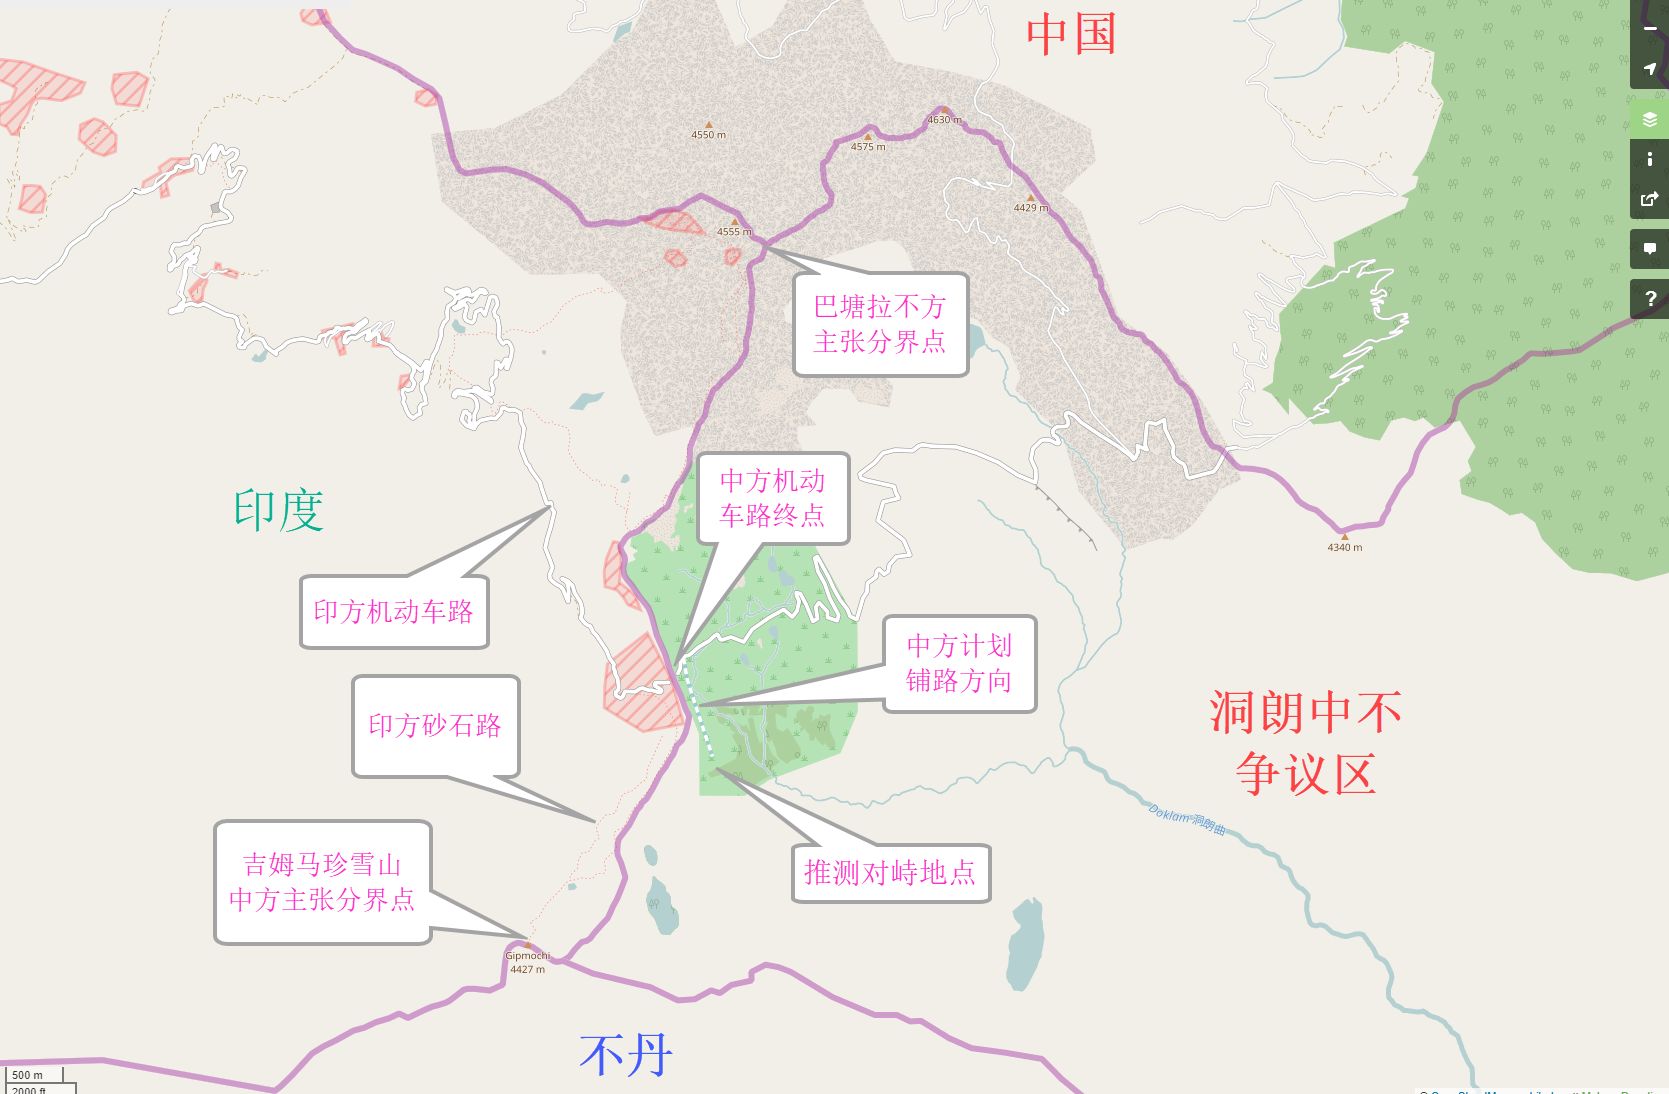 中国
4630 m
4550 m
4575 m
4429 m
4555 m
巴塘拉不方
主张分界点
中方机动
车路终点
印度
4340 m
印方机动车路
中方计划
铺路方向
印方砂石路
洞朗中不
争议区
Doklam 洞朗曲
吉姆马珍雪山
中方主张分界点
推测对峙地点
Gipmochi
4427 m
不丹
500 m
2000 ft
?